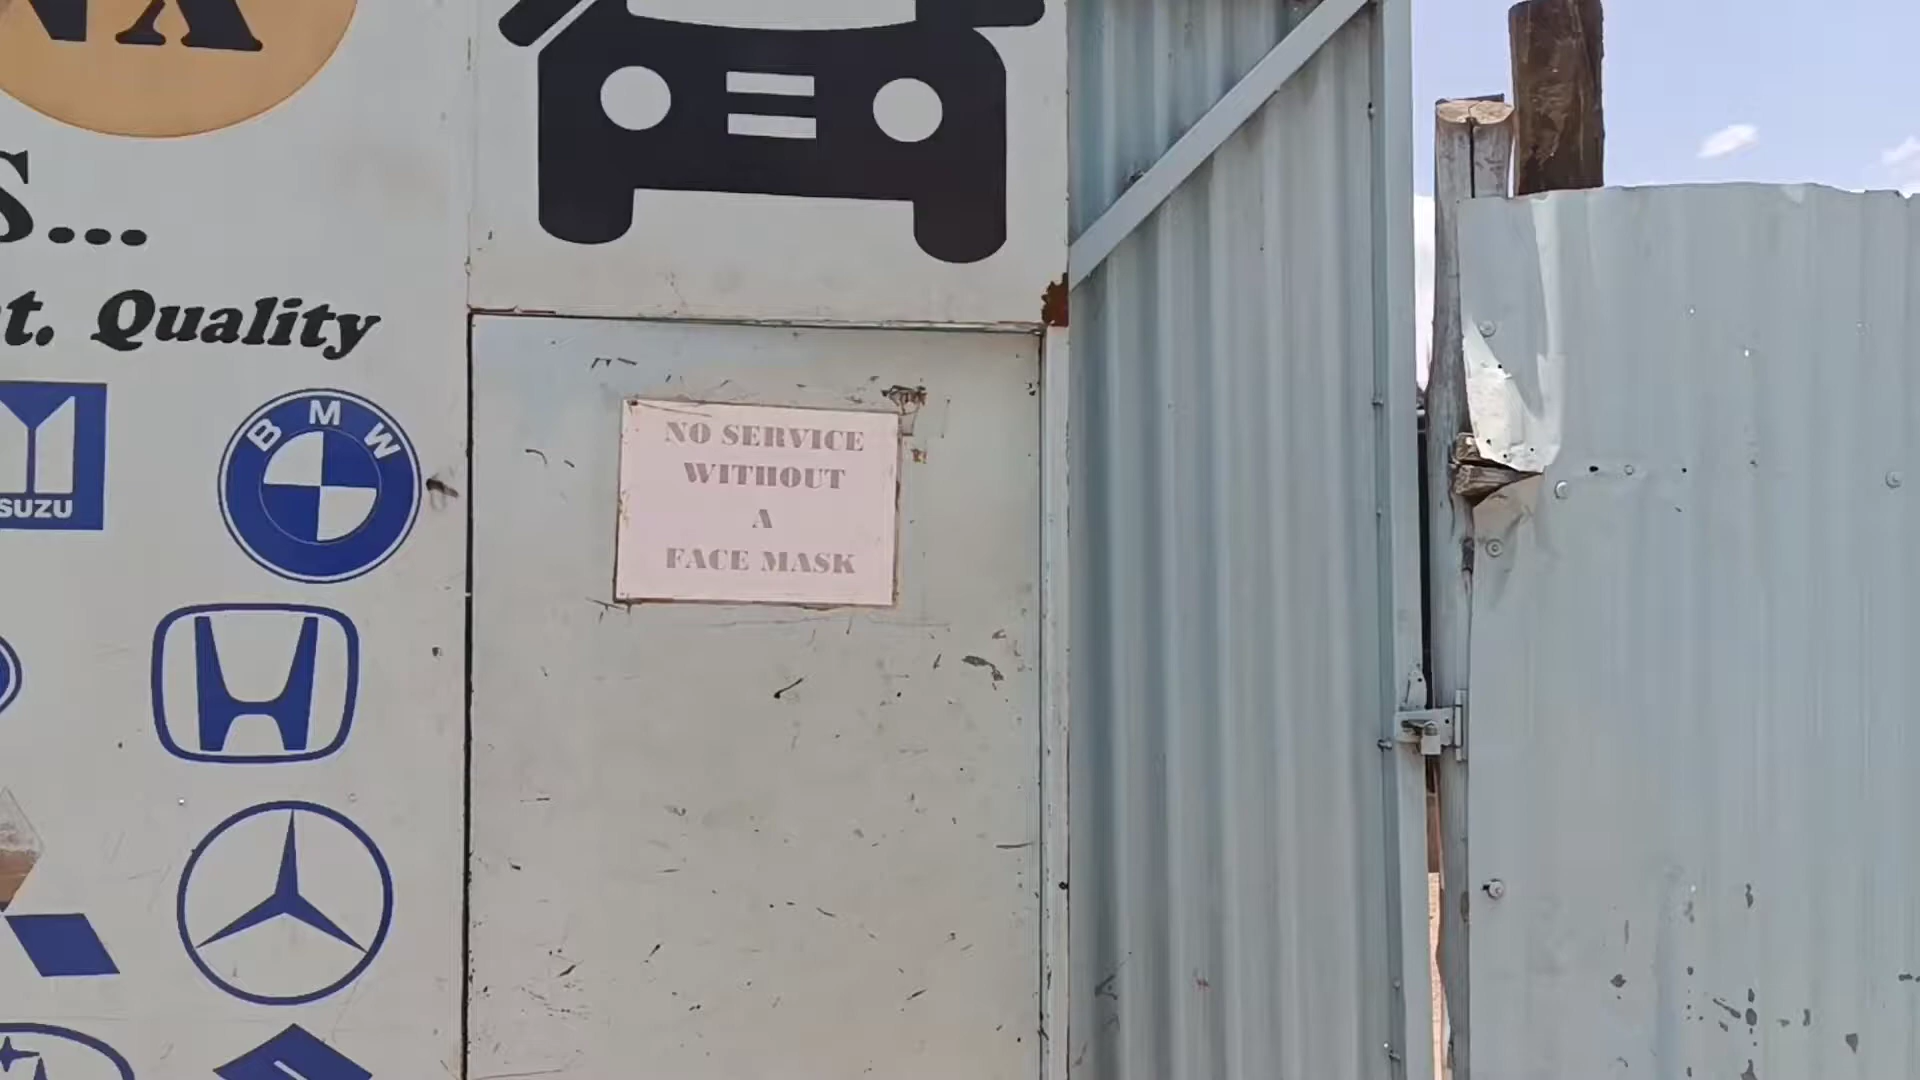 S...
t. Quality
SUZU
BMW
NO SERVICE
WITHOUT
A
FACE MASK